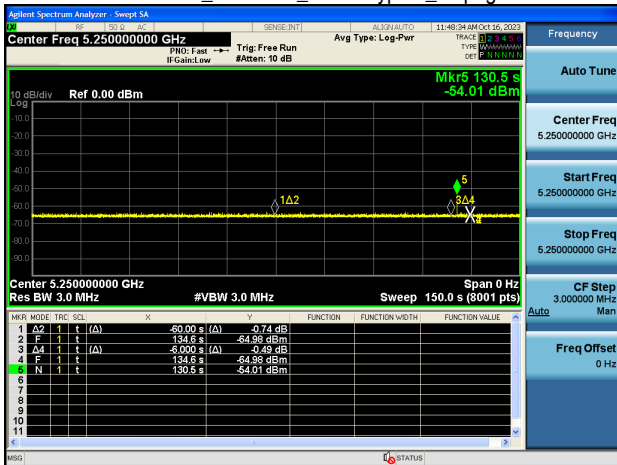 Agilent Spectrum Analyzer - Swept SA
RF 50 Ω AC SENSE:INT ALIGN AUTO 11:48:34 AM Oct 16, 2023
Center Freq 5.250000000 GHz
PNO: Fast Trig: Free Run
IFGain:Low #Atten: 10 dB
Avg Type: Log-Pwr
TRACE 1 2 3 4 5 6
TYPE
DET P N N N N N
Frequency
Mkr5 130.5 s
-54.01 dBm
10 dB/div Ref 0.00 dBm
Log
-10.0
-20.0
-30.0
-40.0
-50.0
-60.0
-70.0
-80.0
-90.0
1Δ2
5
3Δ4
Center 5.250000000 GHz Span 0 Hz
Res BW 3.0 MHz #VBW 3.0 MHz Sweep 150.0 s (8001 pts)
MKR MODE TRC SCL X Y FUNCTION FUNCTION WIDTH FUNCTION VALUE
1 Δ2 1 t (Δ) -60.00 s (Δ) -0.74 dB
2 F 1 t 134.6 s -64.98 dBm
3 Δ4 1 t (Δ) -6.000 s (Δ) -0.49 dB
4 F 1 t 134.6 s -64.98 dBm
5 N 1 t 130.5 s -54.01 dBm
6
7
8
9
10
11
MSG STATUS
Auto Tune
Center Freq
5.250000000 GHz
Start Freq
5.250000000 GHz
Stop Freq
5.250000000 GHz
CF Step
3.000000 MHz
Auto Man
Freq Offset
0 Hz